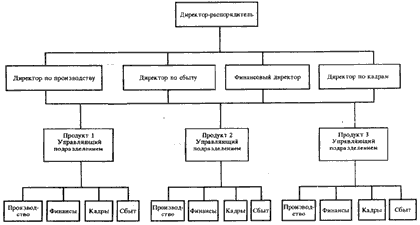 Директор-распорядитель
Директор по производству
Директор по сбыту
Финансовый директор
Директор по кадрам
Продукт 1
Управляющий
подразделением
Продукт 2
Управляющий
подразделением
Продукт 3
Управляющий
подразделением
Производ-
ство
Финансы
Кадры
Сбыт
Производ-
ство
Финансы
Кадры
Сбыт
Производ-
ство
Финансы
Кадры
Сбыт